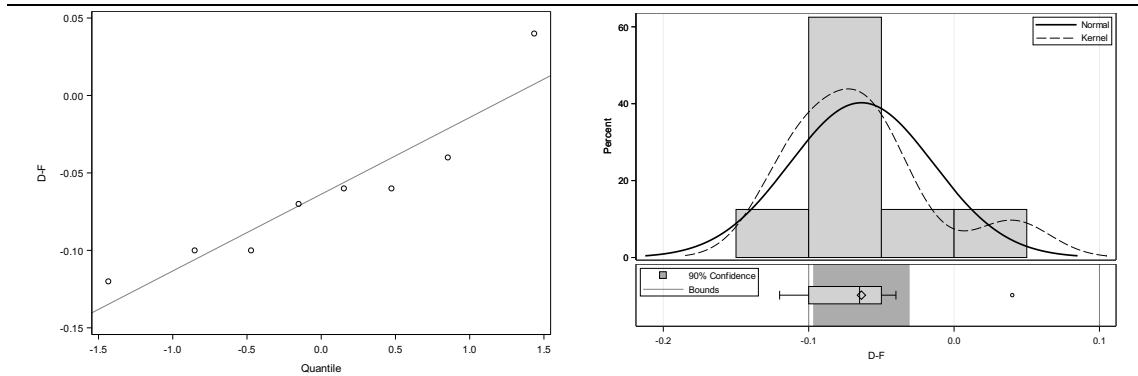 0.05
0.00
-0.05
-0.10
-0.15
D-F
-1.5 -1.0 -0.5 0.0 0.5 1.0 1.5
Quantile
60
40
20
0
Percent
Normal
Kernel
90% Confidence
Bounds
-0.2 -0.1 0.0 0.1
D-F